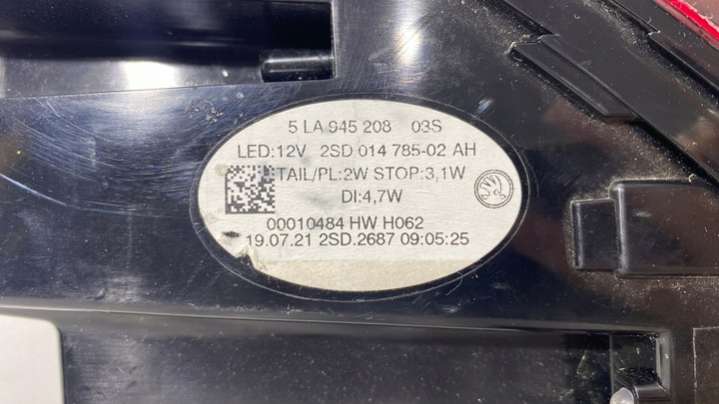 5 LA 945 208 03S
LED:12V 2SD 014 785-02 AH
TAIL/PL:2W STOP:3,1W
DI:4,7W
00010484 HW H062
19.07.21 2SD.2687 09:05:25